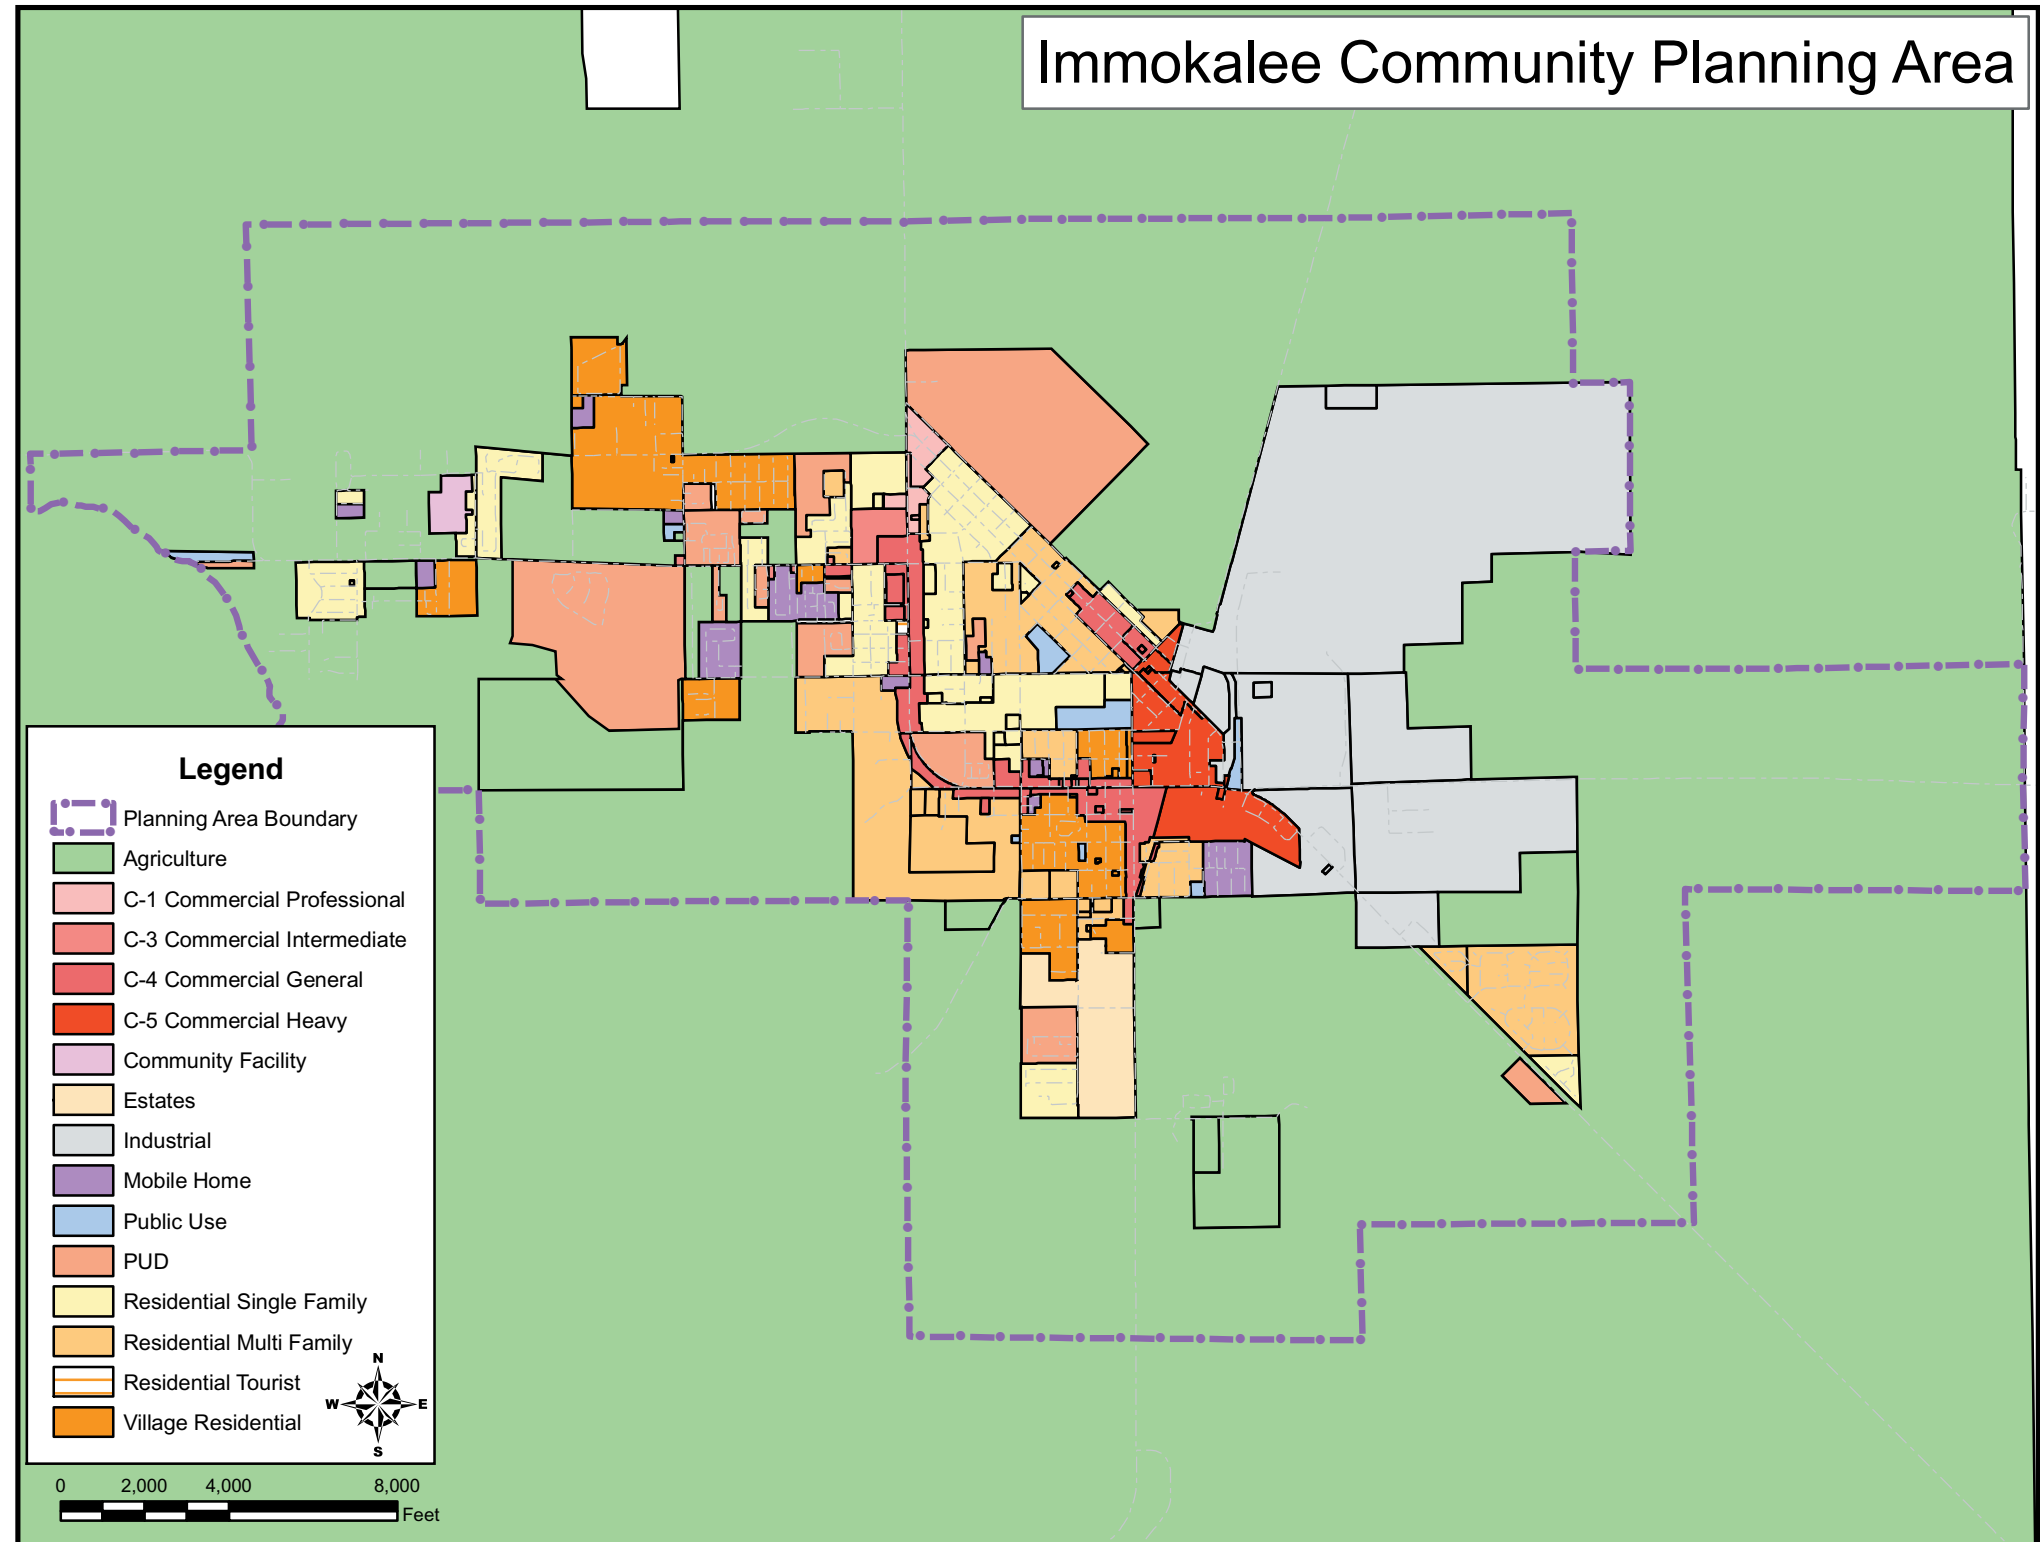 Immokalee Community Planning Area
Legend
Planning Area Boundary
Agriculture
C-1 Commercial Professional
C-3 Commercial Intermediate
C-4 Commercial General
C-5 Commercial Heavy
Community Facility
Estates
Industrial
Mobile Home
Public Use
PUD
Residential Single Family
Residential Multi Family
Residential Tourist
Village Residential
N
W E
S
0 2,000 4,000 8,000
Feet